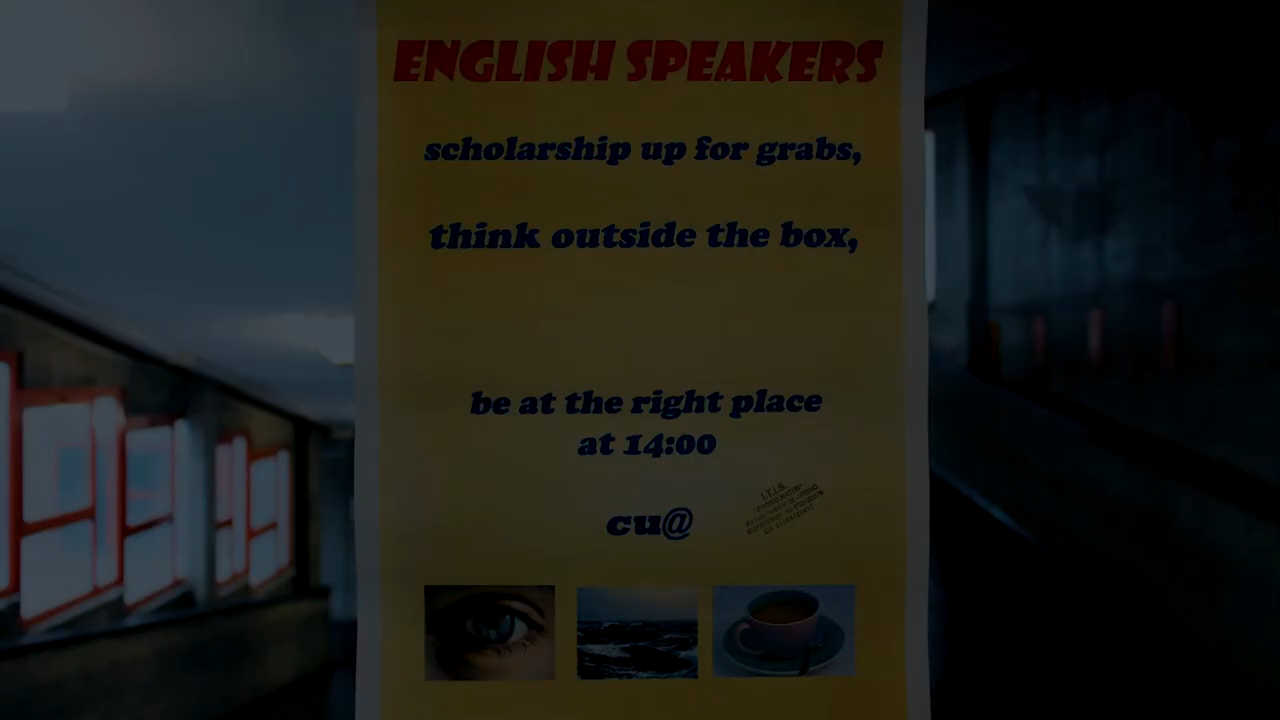 ENGLISH SPEAKERS
scholarship up for grabs,
think outside the box,
be at the right place
at 14:00
cu@
I.T.I.S.